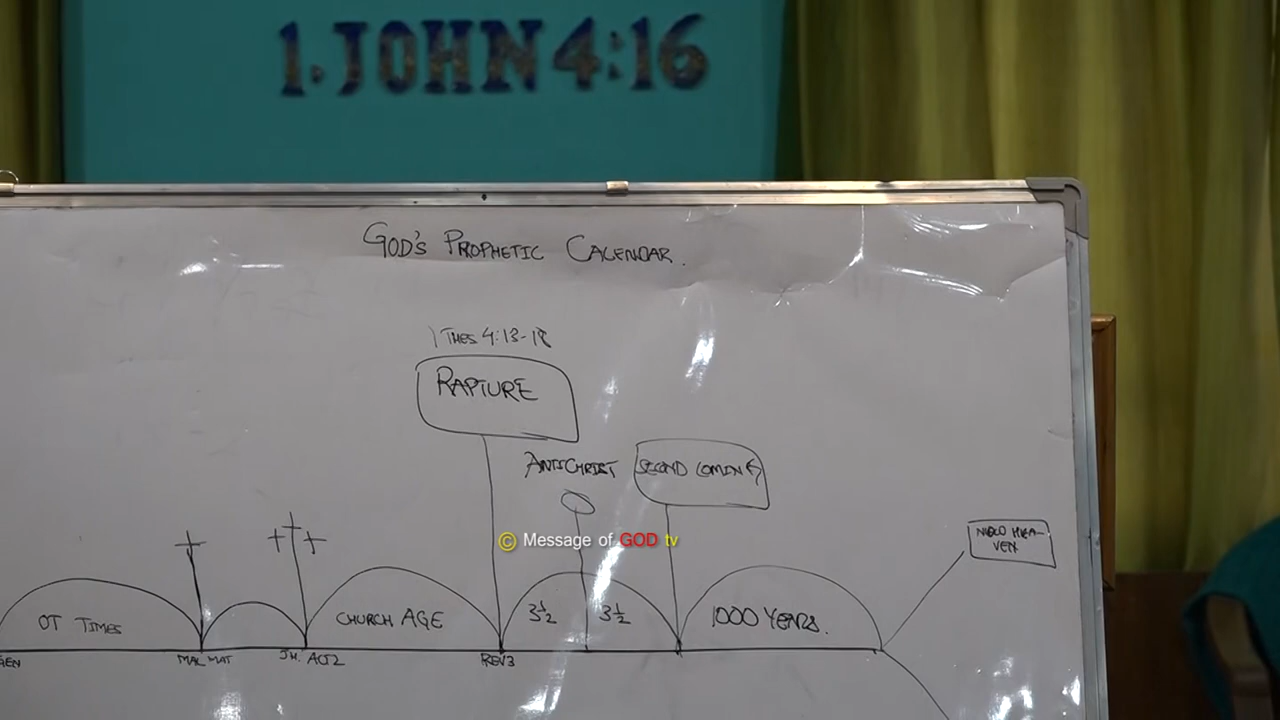 1.JOHN 4:16
GOD'S PROPHETIC CALENDAR.
1 THES 4:13-18
RAPTURE
ANTICHRIST
SECOND COMING
© Message of GOD tv
NEW HEA-
VEN
OT TIMES
CHURCH AGE
3½
3½
1000 YEARS.
GEN
MAL MAT
JH. ACT2
REV3